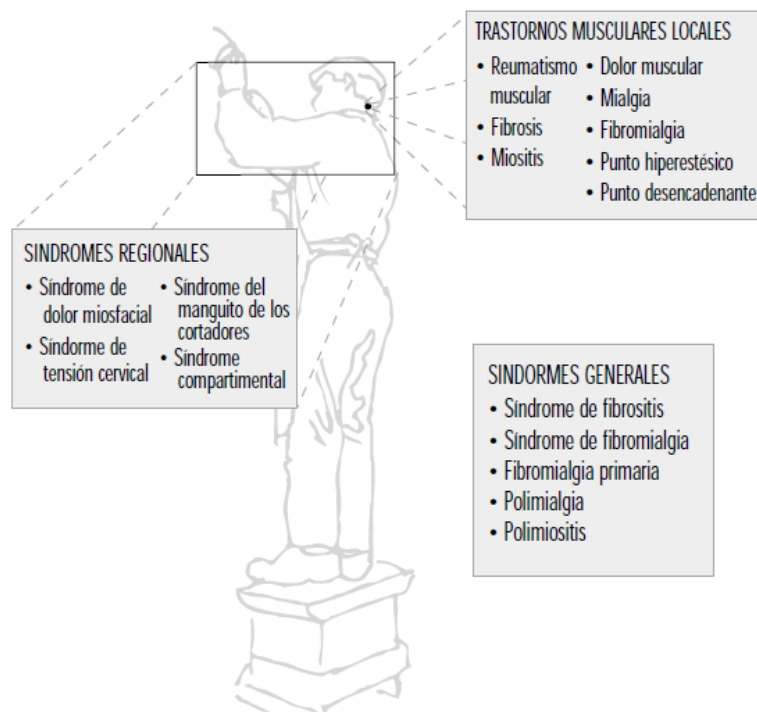 TRASTORNOS MUSCULARES LOCALES
• Reumatismo
muscular
• Fibrosis
• Miositis
• Dolor muscular
• Mialgia
• Fibromialgia
• Punto hiperestésico
• Punto desencadenante
SINDROMES REGIONALES
• Síndrome de
dolor miosfacial
• Síndorme de
tensión cervical
• Síndrome del
manguito de los
cortadores
• Síndrome
compartimental
SINDORMES GENERALES
• Síndrome de fibrositis
• Síndrome de fibromialgia
• Fibromialgia primaria
• Polimialgia
• Polimiositis